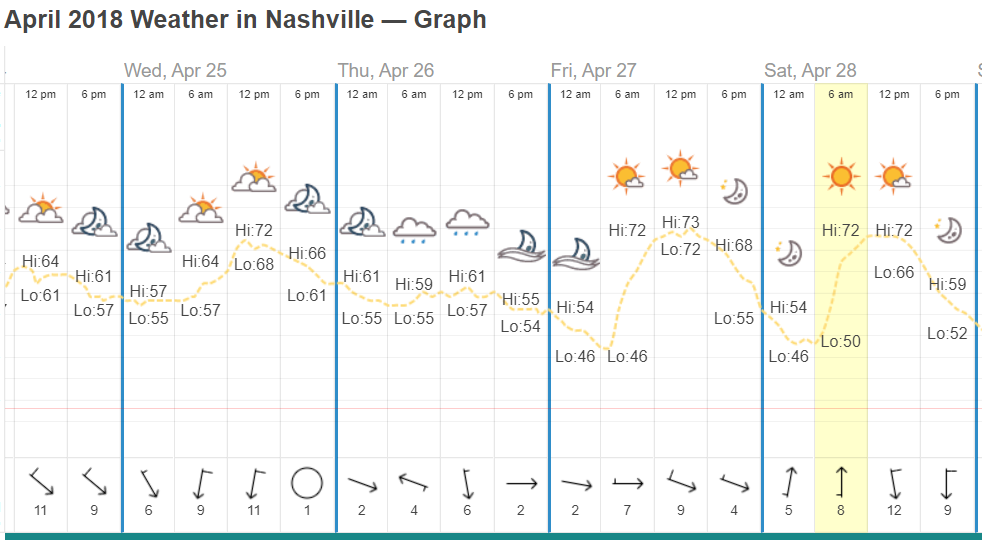 April 2018 Weather in Nashville — Graph
Wed, Apr 25 Thu, Apr 26 Fri, Apr 27 Sat, Apr 28
12 pm 6 pm 12 am 6 am 12 pm 6 pm 12 am 6 am 12 pm 6 pm 12 am 6 am 12 pm 6 pm 12 am 6 am 12 pm 6 pm
Hi:64 Hi:61 Hi:57 Hi:64 Hi:72 Hi:66 Hi:61 Hi:59 Hi:61 Hi:55 Hi:54 Hi:72 Hi:73 Hi:68 Hi:54 Hi:72 Hi:72 Hi:59
Lo:61 Lo:57 Lo:55 Lo:57 Lo:68 Lo:61 Lo:55 Lo:55 Lo:57 Lo:54 Lo:46 Lo:46 Lo:72 Lo:55 Lo:46 Lo:50 Lo:66 Lo:52
11 9 6 9 11 1 2 4 6 2 2 7 9 4 5 8 12 9